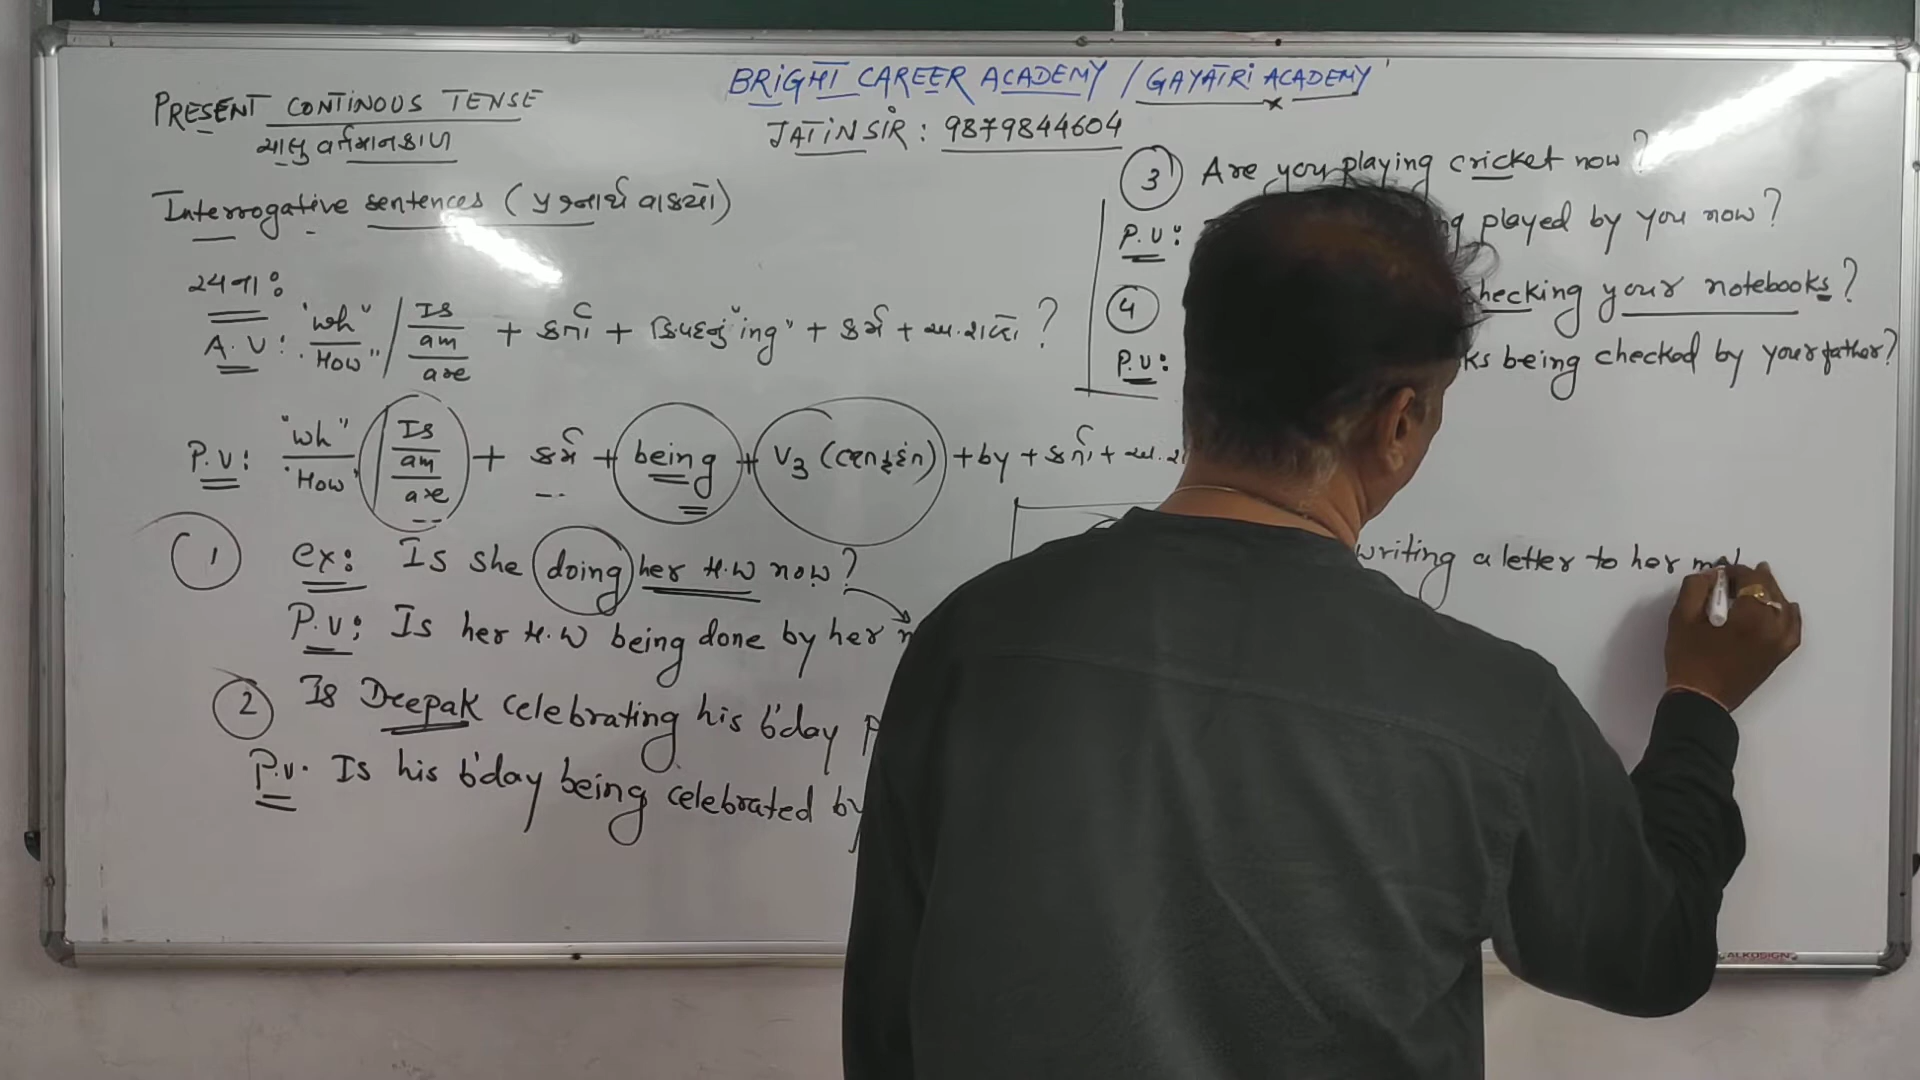 PRESENT CONTINOUS TENSE
ચાલુ વર્તમાનકાળ
BRIGHT CAREER ACADEMY / GAYATRI ACADEMY
JATIN SIR : 9879844604
Interrogative sentences (પ્રશ્નાર્થ વાક્યો)
રચના:
A.V: "Wh" / "How" Is am are + કર્તા + ક્રિયાપદનું "ing" + કર્મ + અ. શબ્દો ?
P.V: "Wh" / "How" Is am are + કર્મ + being + V3 (ભૂતકૃદંત) + by + કર્તા + અ.
1 ex: Is she doing her H.W now?
P.V: Is her H.W being done by her
2 Is Deepak celebrating his b'day
P.V. Is his b'day being celebrated by
3 Are you playing cricket now?
P.V: played by you now?
4 checking your notebooks?
P.V: being checked by your father?
writing a letter to her
ALKOSIGN